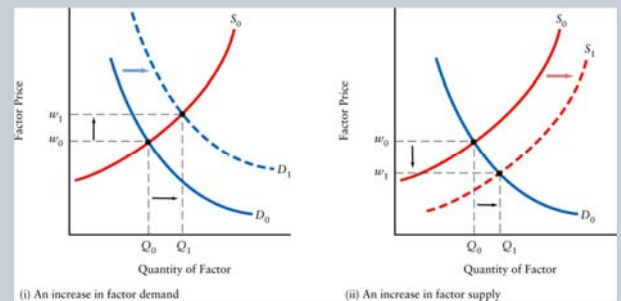 S₀
Factor Price
w₁
w₀
D₁
D₀
Q₀ Q₁
Quantity of Factor
(i) An increase in factor demand
S₀
S₁
Factor Price
w₀
w₁
D₀
Q₀ Q₁
Quantity of Factor
(ii) An increase in factor supply